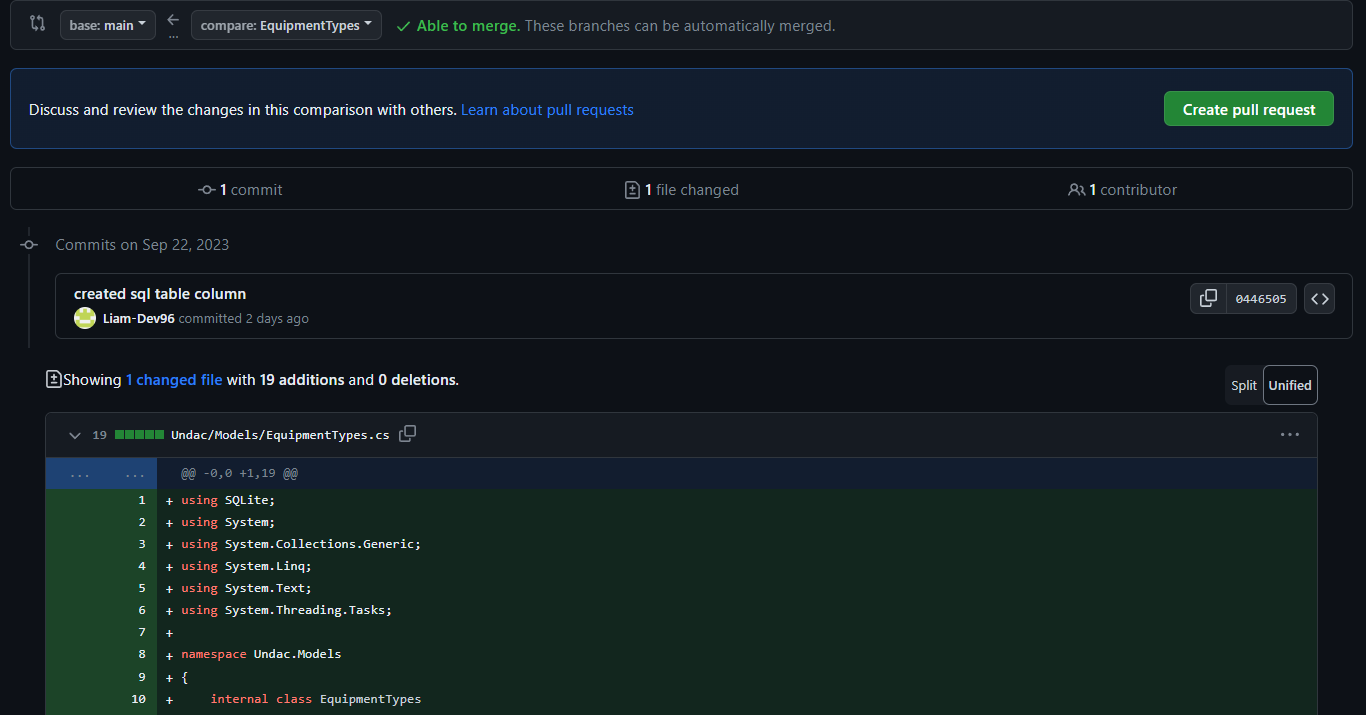 base: main ... compare: EquipmentTypes Able to merge. These branches can be automatically merged.
Discuss and review the changes in this comparison with others. Learn about pull requests Create pull request
1 commit 1 file changed 1 contributor
Commits on Sep 22, 2023
created sql table column
0446505
Liam-Dev96 committed 2 days ago
Showing 1 changed file with 19 additions and 0 deletions.
Split Unified
19 Undac/Models/EquipmentTypes.cs ...
... ... @@ -0,0 +1,19 @@
1 + using SQLite;
2 + using System;
3 + using System.Collections.Generic;
4 + using System.Linq;
5 + using System.Text;
6 + using System.Threading.Tasks;
7 +
8 + namespace Undac.Models
9 + {
10 + internal class EquipmentTypes